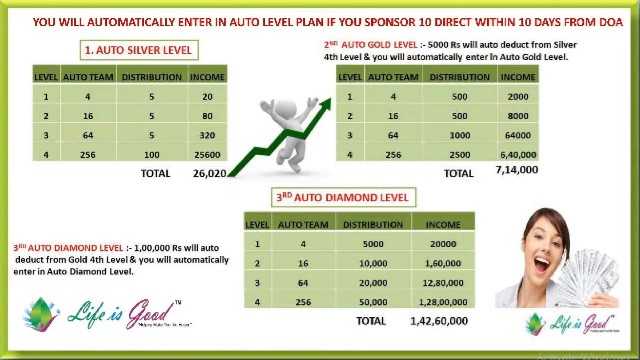 YOU WILL AUTOMATICALLY ENTER IN AUTO LEVEL PLAN IF YOU SPONSOR 10 DIRECT WITHIN 10 DAYS FROM DOA
1. AUTO SILVER LEVEL
LEVEL AUTO TEAM DISTRIBUTION INCOME
1 4 5 20
2 16 5 80
3 64 5 320
4 256 100 25600
TOTAL 26,020
2ND AUTO GOLD LEVEL :- 5000 Rs will auto deduct from Silver
4th Level & you will automatically enter in Auto Gold Level.
LEVEL AUTO TEAM DISTRIBUTION INCOME
1 4 500 2000
2 16 500 8000
3 64 1000 64000
4 256 2500 6,40,000
TOTAL 7,14,000
3RD AUTO DIAMOND LEVEL
LEVEL AUTO TEAM DISTRIBUTION INCOME
1 4 5000 20000
2 16 10,000 1,60,000
3 64 20,000 12,80,000
4 256 50,000 1,28,00,000
TOTAL 1,42,60,000
3RD AUTO DIAMOND LEVEL :- 1,00,000 Rs will auto
deduct from Gold 4th Level & you will automatically
enter in Auto Diamond Level.
Life is Good™
Life is Good™